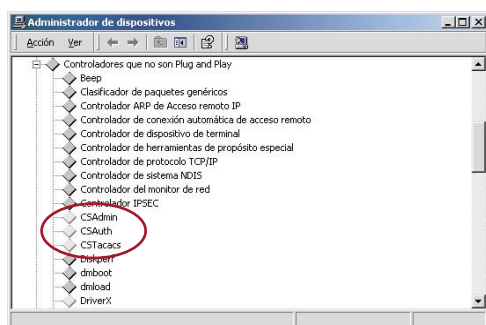 Administrador de dispositivos
Acción Ver
Controladores que no son Plug and Play
Beep
Clasificador de paquetes genéricos
Controlador ARP de Acceso remoto IP
Controlador de conexión automática de acceso remoto
Controlador de dispositivo de terminal
Controlador de herramientas de propósito especial
Controlador de protocolo TCP/IP
Controlador de sistema NDIS
Controlador del monitor de red
Controlador IPSEC
CSAdmin
CSAuth
CSTacacs
Diskperf
dmboot
dmload
DriverX